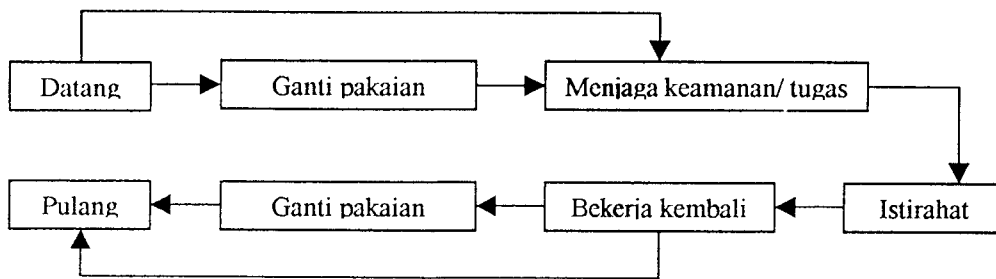 Datang
Ganti pakaian
Menjaga keamanan/ tugas
Pulang
Ganti pakaian
Bekerja kembali
Istirahat